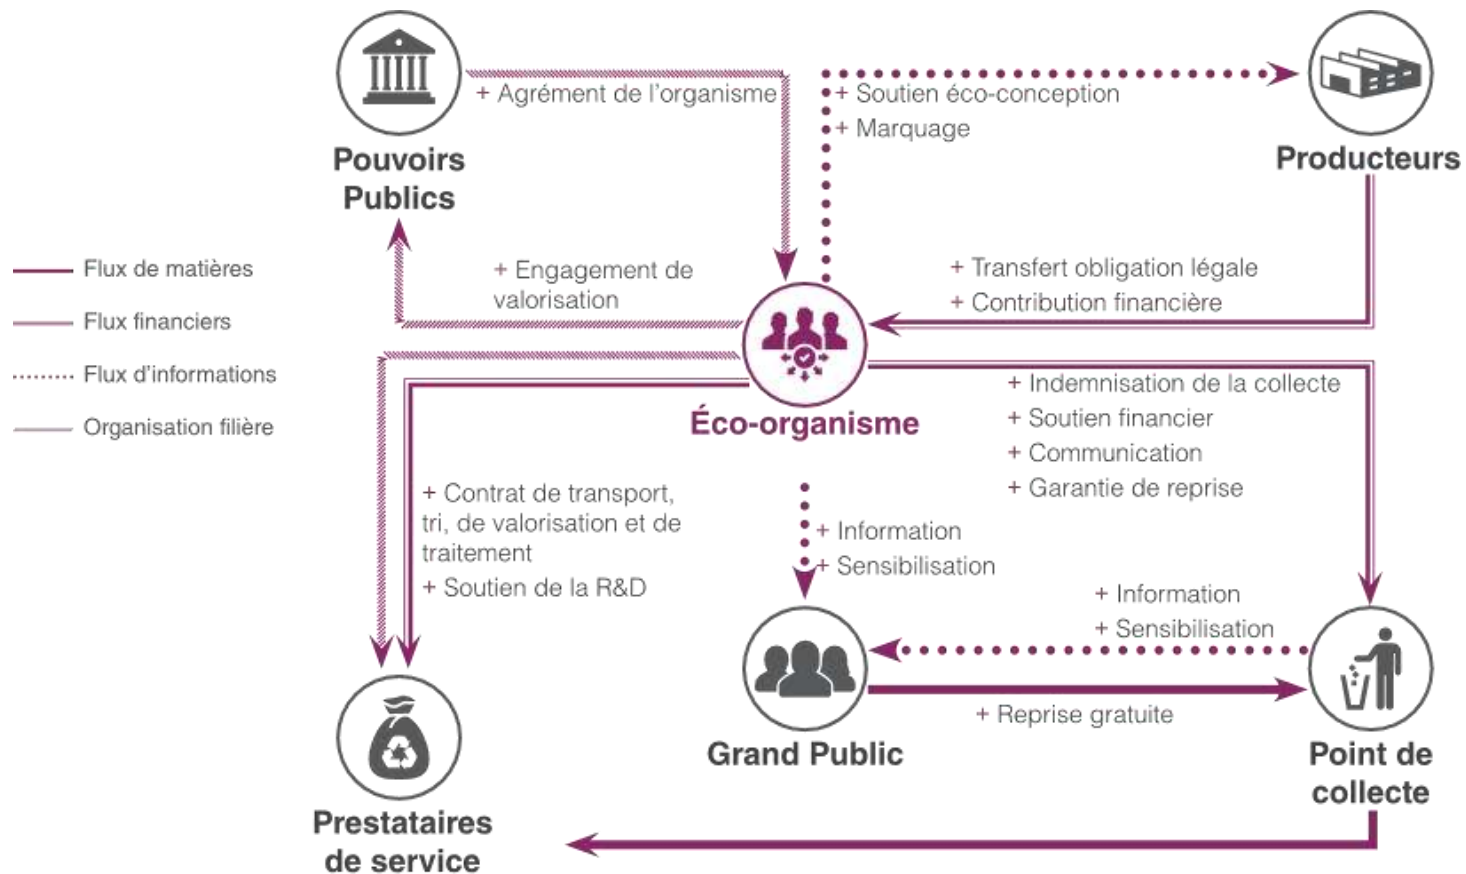 + Agrément de l'organisme
+ Soutien éco-conception
+ Marquage
Pouvoirs
Publics
Producteurs
Flux de matières
Flux financiers
Flux d'informations
Organisation filière
+ Engagement de
valorisation
+ Transfert obligation légale
+ Contribution financière
Éco-organisme
+ Indemnisation de la collecte
+ Soutien financier
+ Communication
+ Garantie de reprise
+ Contrat de transport,
tri, de valorisation et de
traitement
+ Soutien de la R&D
+ Information
+ Sensibilisation
+ Information
+ Sensibilisation
+ Reprise gratuite
Grand Public
Point de
collecte
Prestataires
de service